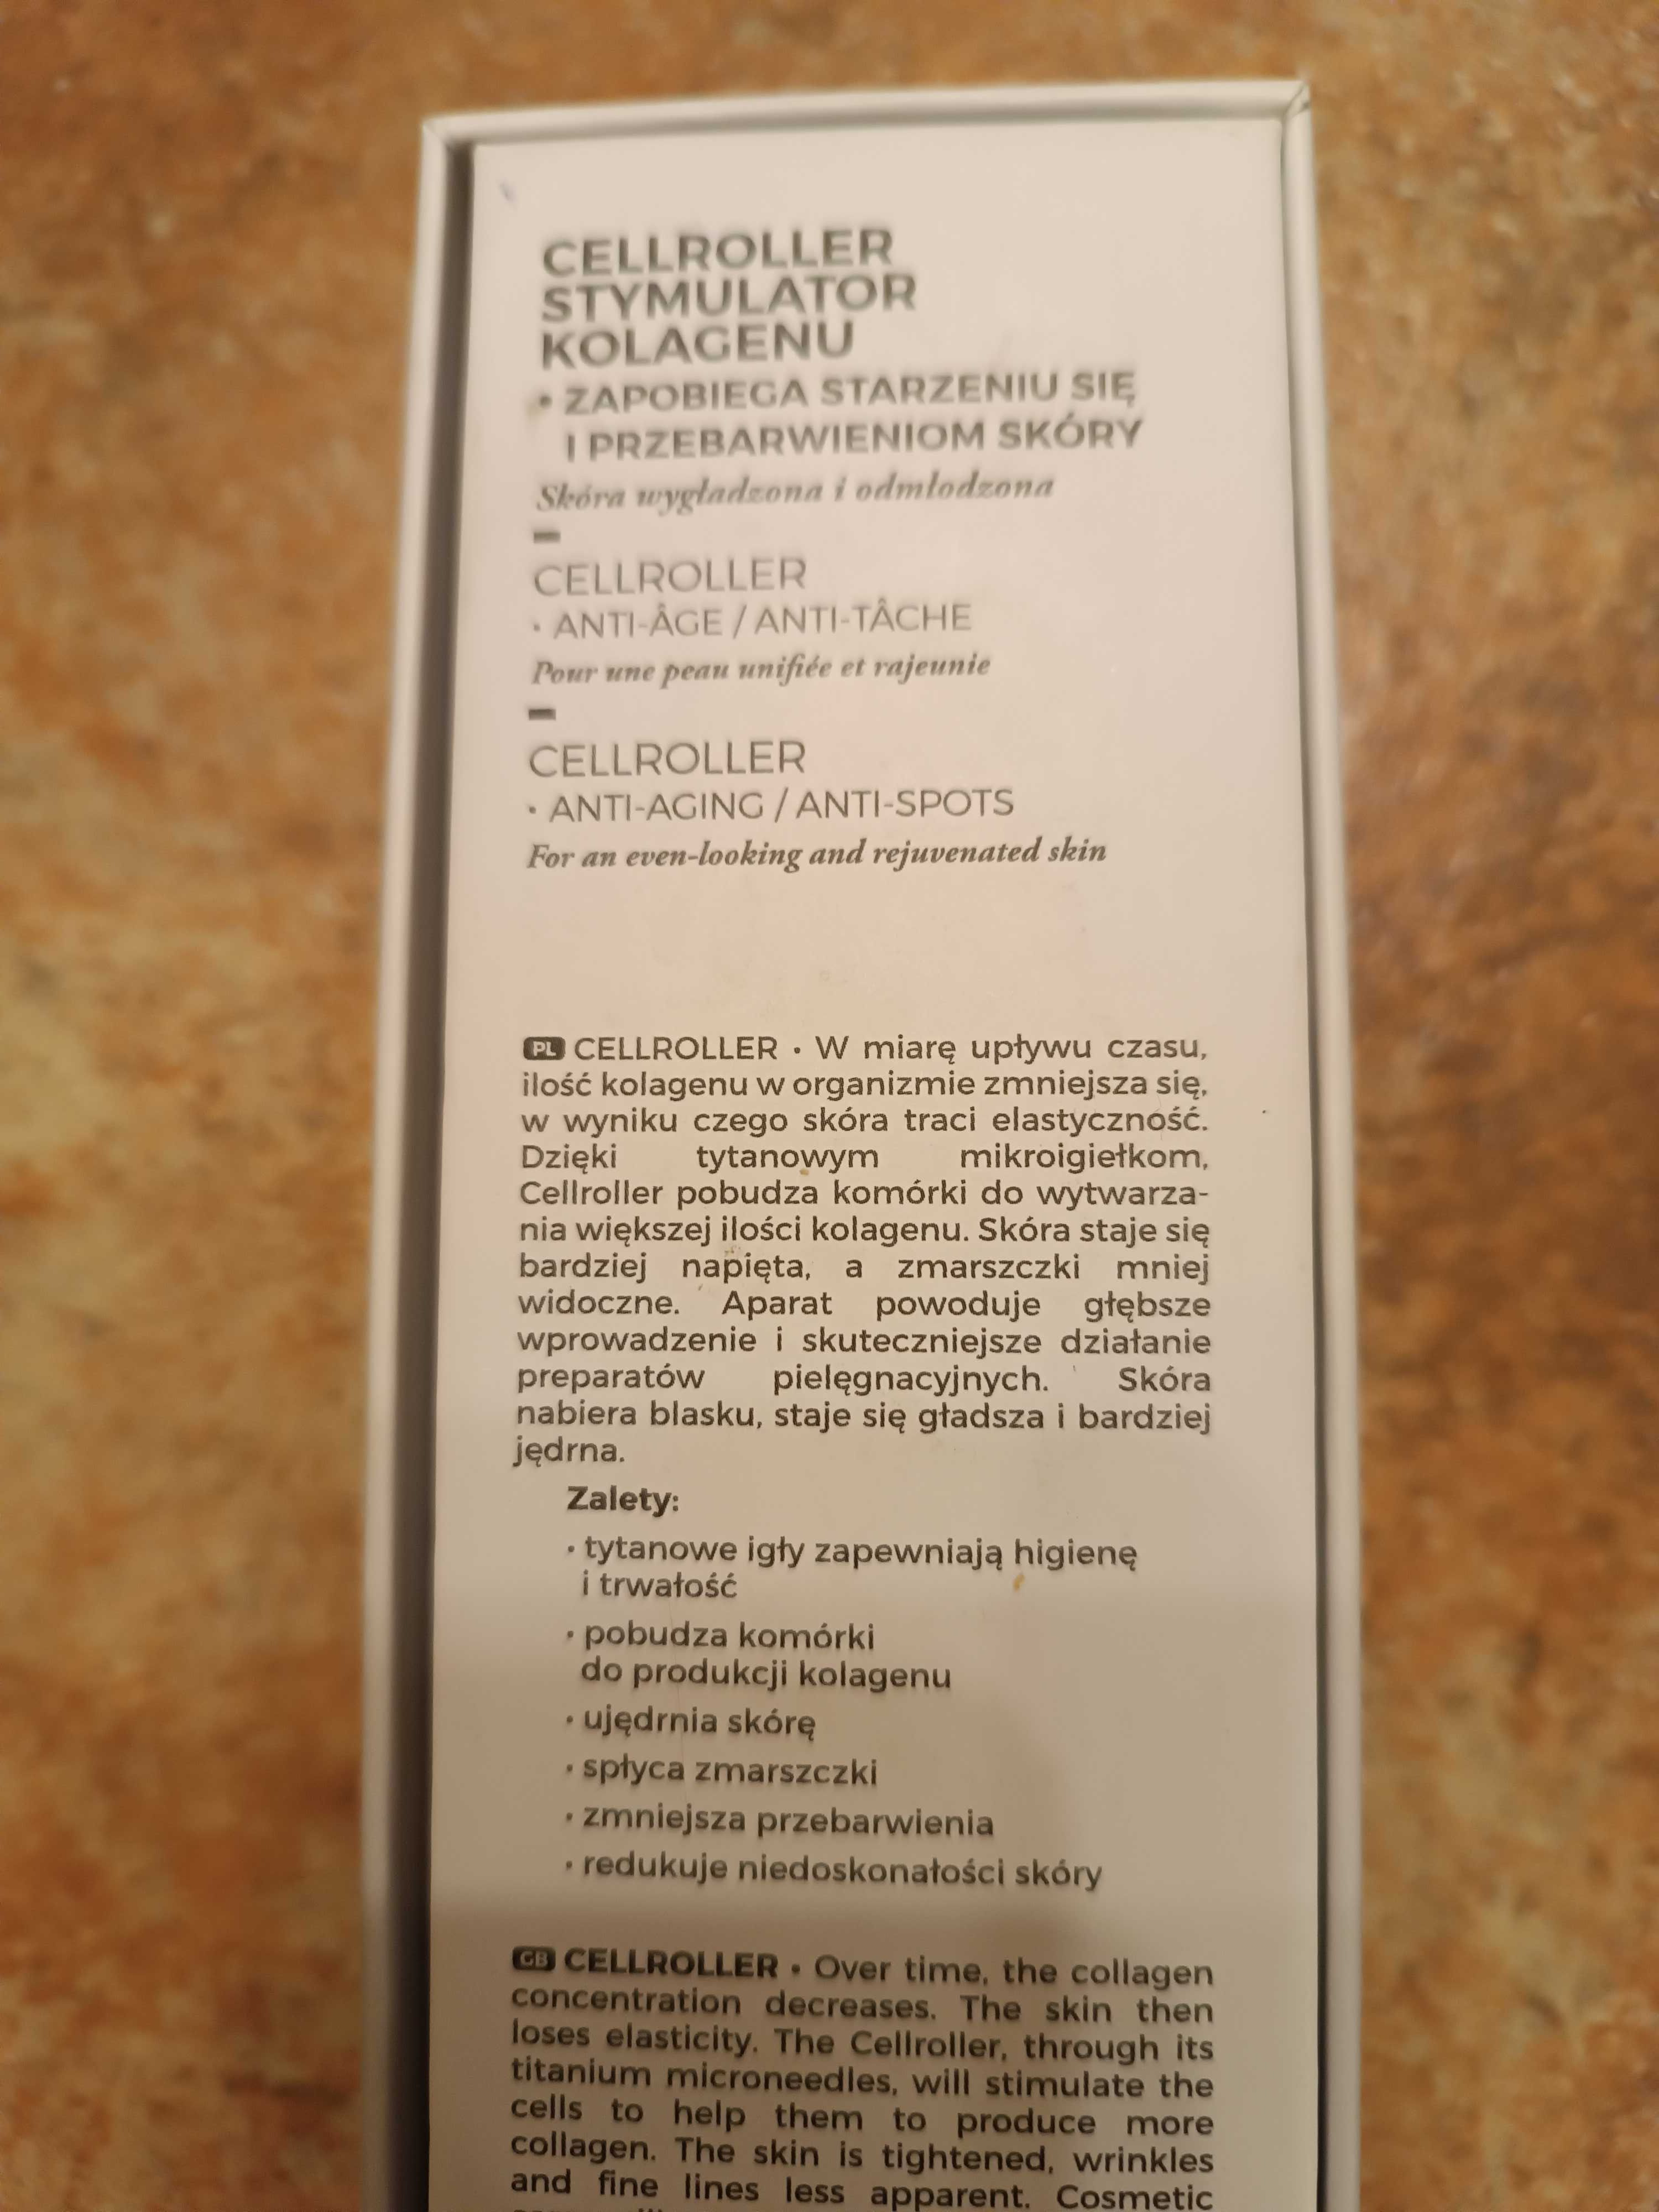 CELLROLLER
STYMULATOR
KOLAGENU
• ZAPOBIEGA STARZENIU SIĘ
I PRZEBARWIENIOM SKÓRY
Skóra wygładzona i odmłodzona
CELLROLLER
· ANTI-ÂGE / ANTI-TÂCHE
Pour une peau unifiée et rajeunie
CELLROLLER
· ANTI-AGING / ANTI-SPOTS
For an even-looking and rejuvenated skin
PL CELLROLLER · W miarę upływu czasu,
ilość kolagenu w organizmie zmniejsza się,
w wyniku czego skóra traci elastyczność.
Dzięki tytanowym mikroigiełkom,
Cellroller pobudza komórki do wytwarza-
nia większej ilości kolagenu. Skóra staje się
bardziej napięta, a zmarszczki mniej
widoczne. Aparat powoduje głębsze
wprowadzenie i skuteczniejsze działanie
preparatów pielęgnacyjnych. Skóra
nabiera blasku, staje się gładsza i bardziej
jędrna.
Zalety:
· tytanowe igły zapewniają higienę
i trwałość
· pobudza komórki
do produkcji kolagenu
· ujędrnia skórę
· spłyca zmarszczki
· zmniejsza przebarwienia
· redukuje niedoskonałości skóry
GB CELLROLLER · Over time, the collagen
concentration decreases. The skin then
loses elasticity. The Cellroller, through its
titanium microneedles, will stimulate the
cells to help them to produce more
collagen. The skin is tightened, wrinkles
and fine lines less apparent. Cosmetic